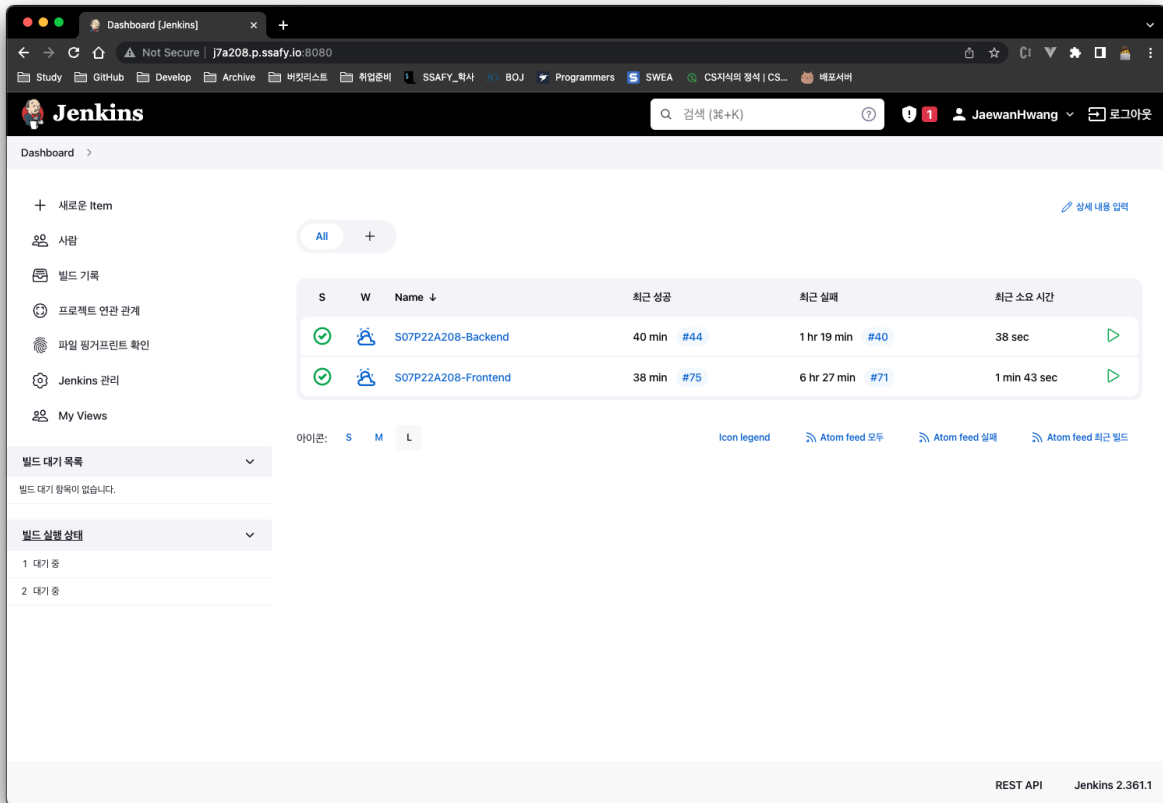 Dashboard [Jenkins]
Not Secure | j7a208.p.ssafy.io:8080
Study GitHub Develop Archive 버킷리스트 취업준비 SSAFY_학사 BOJ Programmers SWEA CS지식의 정석 | CS... 배포서버
Jenkins
검색 (⌘+K)
1
JaewanHwang
로그아웃
Dashboard
새로운 Item
사람
빌드 기록
프로젝트 연관 관계
파일 핑거프린트 확인
Jenkins 관리
My Views
빌드 대기 목록
빌드 대기 항목이 없습니다.
빌드 실행 상태
1 대기 중
2 대기 중
상세 내용 입력
All +
S W Name ↓ 최근 성공 최근 실패 최근 소요 시간
S07P22A208-Backend 40 min #44 1 hr 19 min #40 38 sec
S07P22A208-Frontend 38 min #75 6 hr 27 min #71 1 min 43 sec
아이콘: S M L
Icon legend Atom feed 모두 Atom feed 실패 Atom feed 최근 빌드
REST API Jenkins 2.361.1